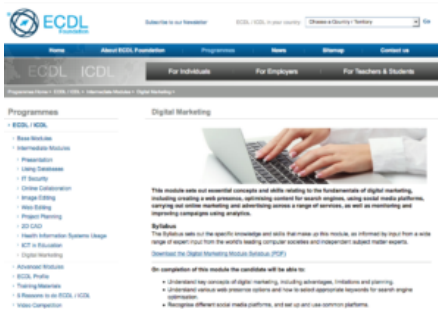 ECDL
Foundation
Subscribe to our Newsletter
ECDL / ICDL in your country:
Choose a Country / Territory
Go
Home
About ECDL Foundation
Programmes
News
Sitemap
Contact us
ECDL ICDL
For Individuals
For Employers
For Teachers & Students
Programmes Home > ECDL / ICDL > Intermediate Modules > Digital Marketing >
Programmes
ECDL / ICDL
Base Modules
Intermediate Modules
Presentation
Using Databases
IT Security
Online Collaboration
Image Editing
Web Editing
Project Planning
2D CAD
Health Information Systems Usage
ICT in Education
Digital Marketing
Advanced Modules
ECDL Profile
Training Materials
5 Reasons to do ECDL / ICDL
Video Competition
Digital Marketing
This module sets out essential concepts and skills relating to the fundamentals of digital marketing,
including creating a web presence, optimising content for search engines, using social media platforms,
carrying out online marketing and advertising across a range of services, as well as monitoring and
improving campaigns using analytics.
Syllabus
The Syllabus sets out the specific knowledge and skills that make up this module, as informed by input from a wide
range of expert input from the world's leading computer societies and independent subject matter experts.
Download the Digital Marketing Module Syllabus (PDF)
On completion of this module the candidate will be able to:
Understand key concepts of digital marketing, including advantages, limitations and planning.
Understand various web presence options and how to select appropriate keywords for search engine
optimisation.
Recognise different social media platforms, and set up and use common platforms.